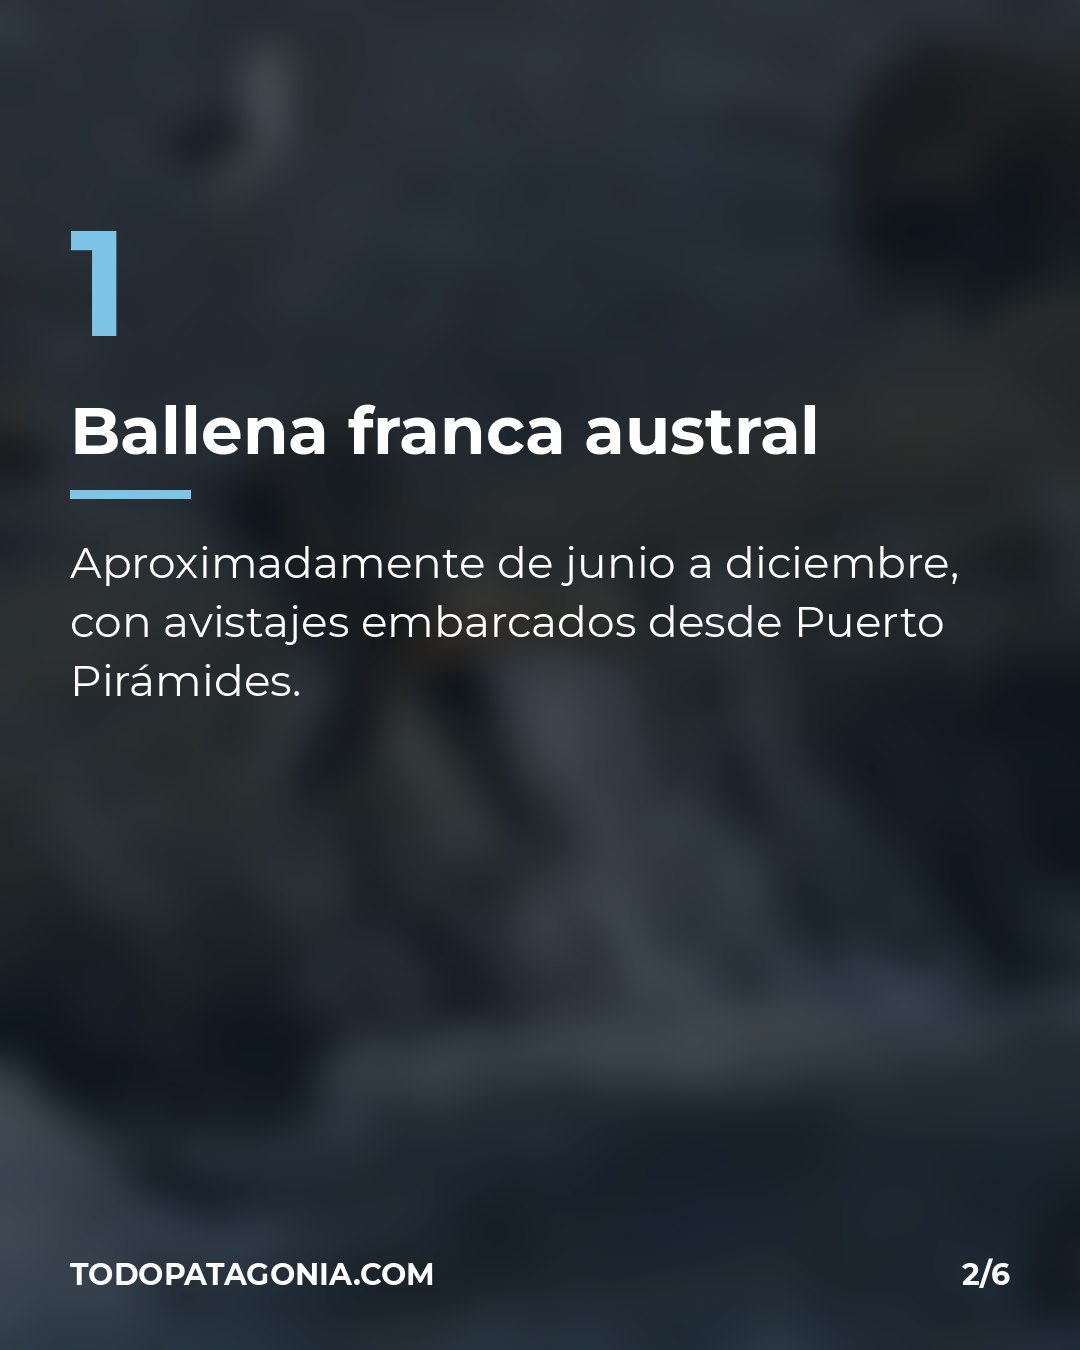 1
Ballena franca austral
Aproximadamente de junio a diciembre,
con avistajes embarcados desde Puerto
Pirámides.
TODOPATAGONIA.COM
2/6